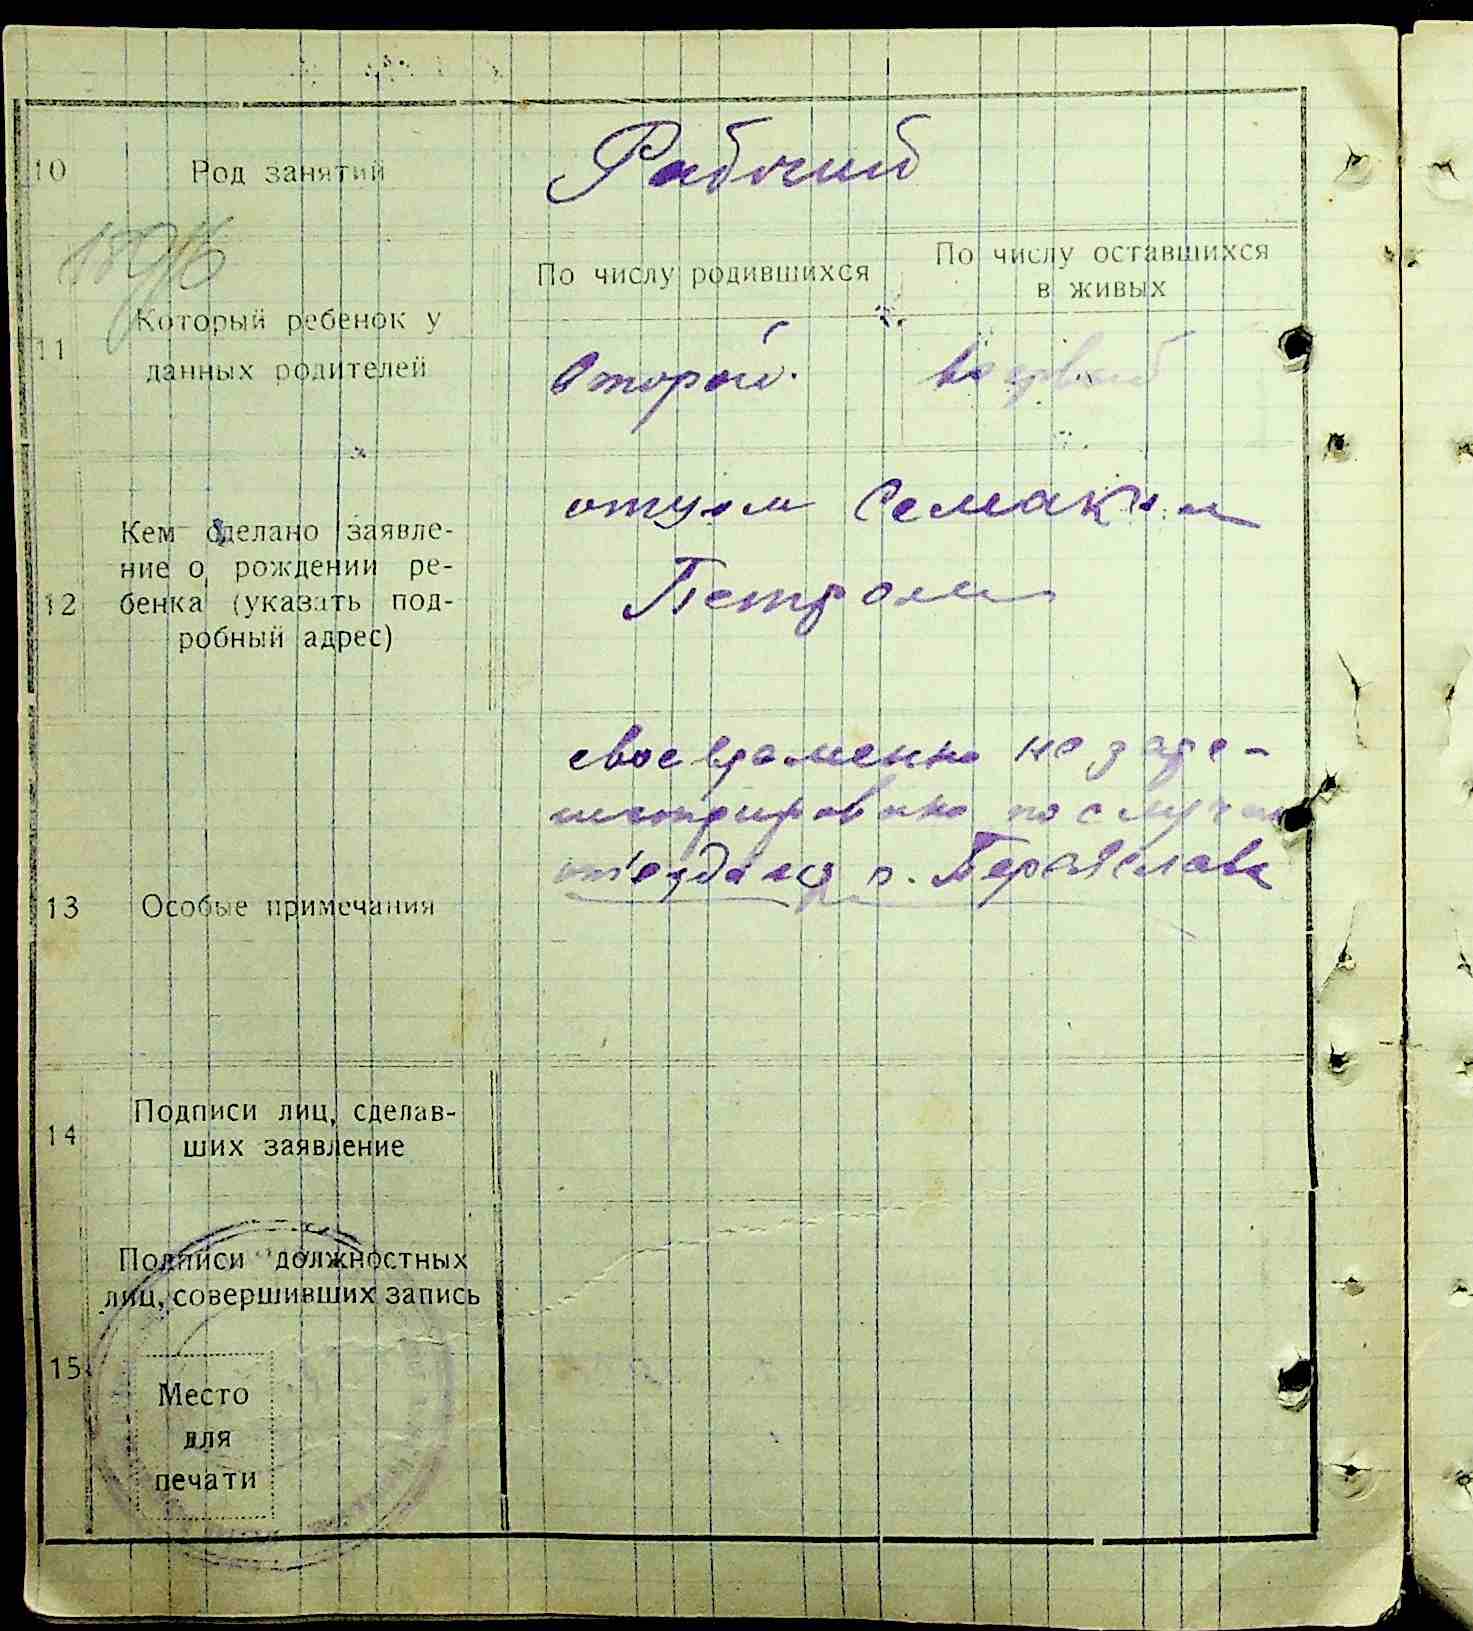 10 Род занятий Рабочий
По числу родившихся
По числу оставшихся
в живых
11 Который ребенок у
данных родителей
второй.
12 Кем сделано заявле-
ние о рождении ре-
бенка (указать под-
робный адрес)
отцом Семакин
Петром
13 Особые примечания
своевременно не заре-
гистрировано по случаю
г. Переяслава
14 Подписи лиц, сделав-
ших заявление
15 Подписи должностных
лиц, совершивших запись
Место
для
печати